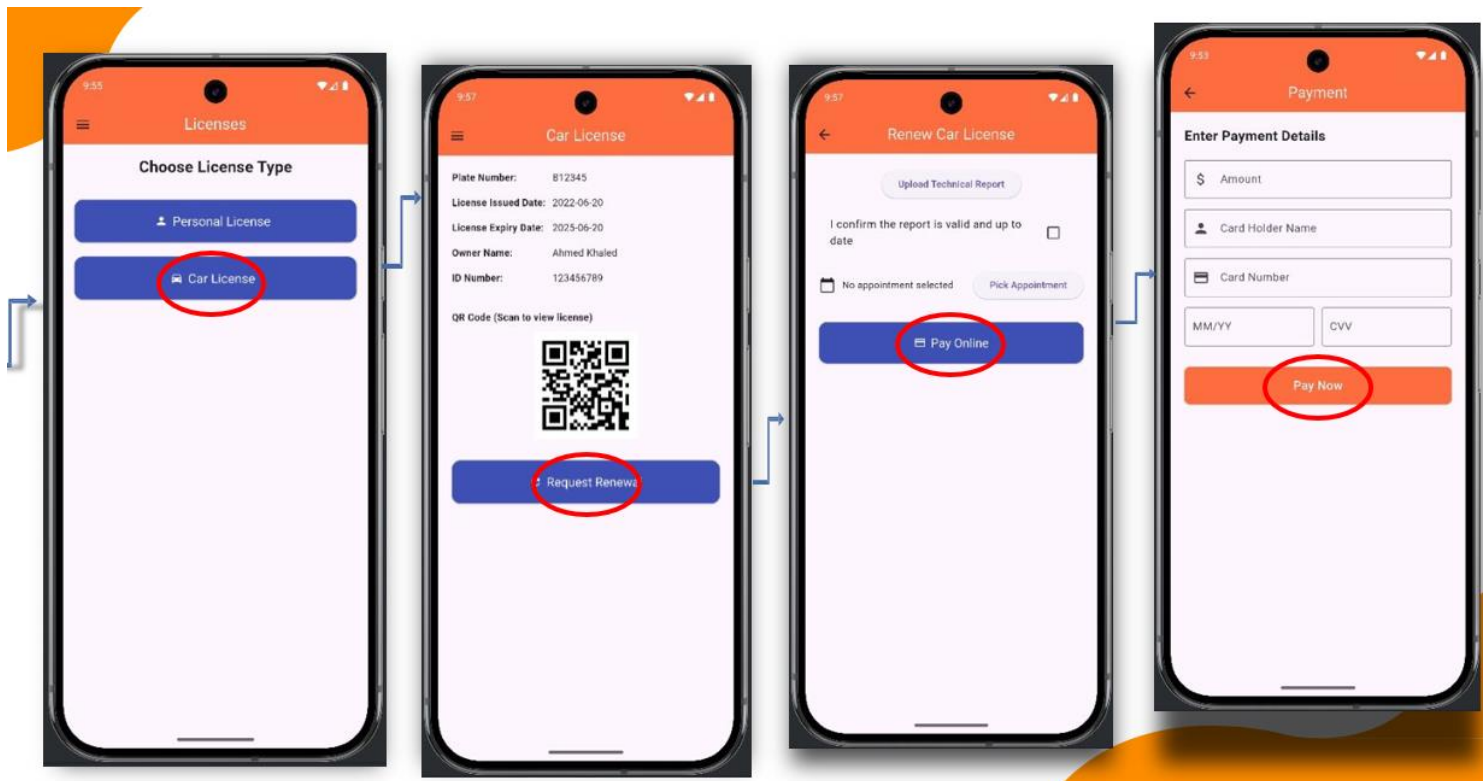 9:55
Licenses
Choose License Type
Personal License
Car License
9:57
Car License
Plate Number: B12345
License Issued Date: 2022-06-20
License Expiry Date: 2025-06-20
Owner Name: Ahmed Khaled
ID Number: 123456789
QR Code (Scan to view license)
Request Renewal
9:57
Renew Car License
Upload Technical Report
I confirm the report is valid and up to
date
No appointment selected Pick Appointment
Pay Online
9:53
Payment
Enter Payment Details
$ Amount
Card Holder Name
Card Number
MM/YY CVV
Pay Now